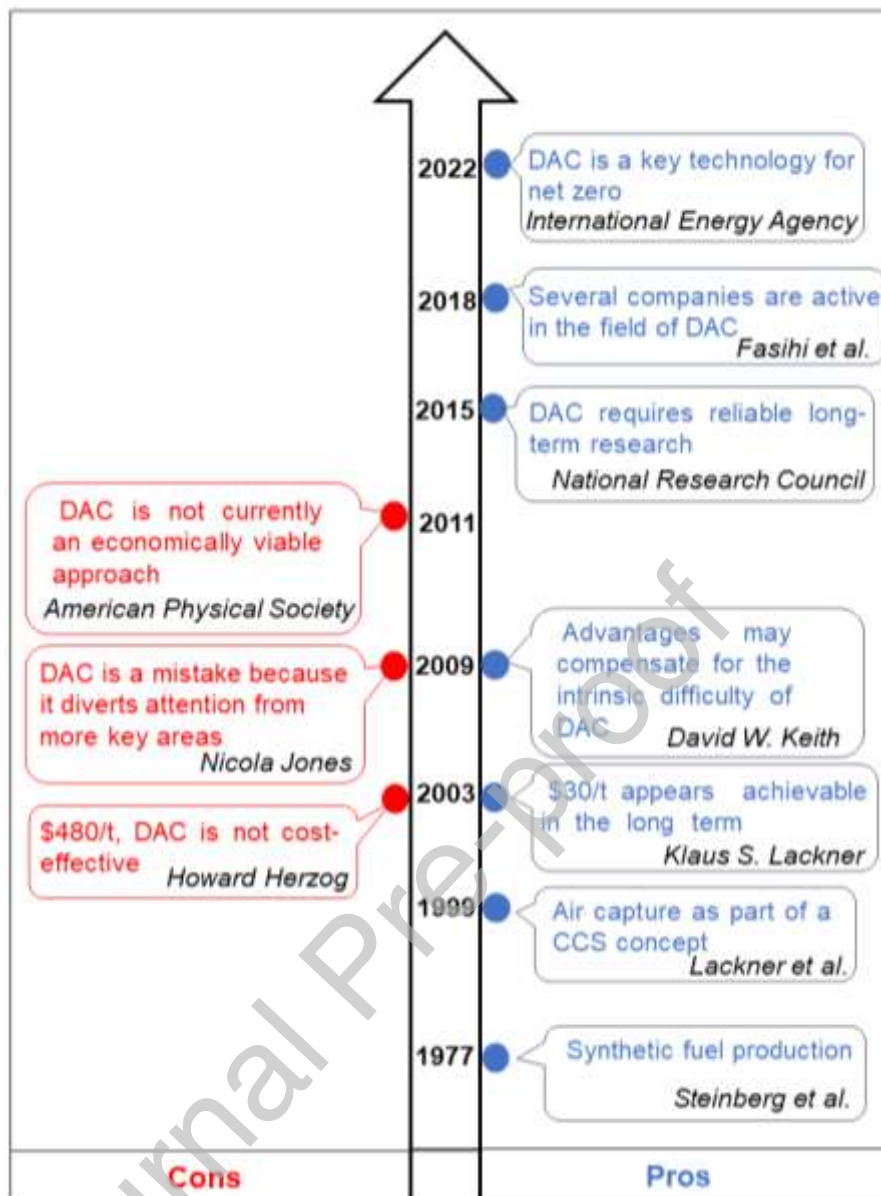 2022
DAC is a key technology for
net zero
International Energy Agency
2018
Several companies are active
in the field of DAC
Fasihi et al.
2015
DAC requires reliable long-
term research
National Research Council
DAC is not currently
an economically viable
approach
American Physical Society
2011
DAC is a mistake because
it diverts attention from
more key areas
Nicola Jones
2009
Advantages may
compensate for the
intrinsic difficulty of
DAC
David W. Keith
$480/t, DAC is not cost-
effective
Howard Herzog
2003
$30/t appears achievable
in the long term
Klaus S. Lackner
1999
Air capture as part of a
CCS concept
Lackner et al.
1977
Synthetic fuel production
Steinberg et al.
Cons
Pros
urnal Pre-proof